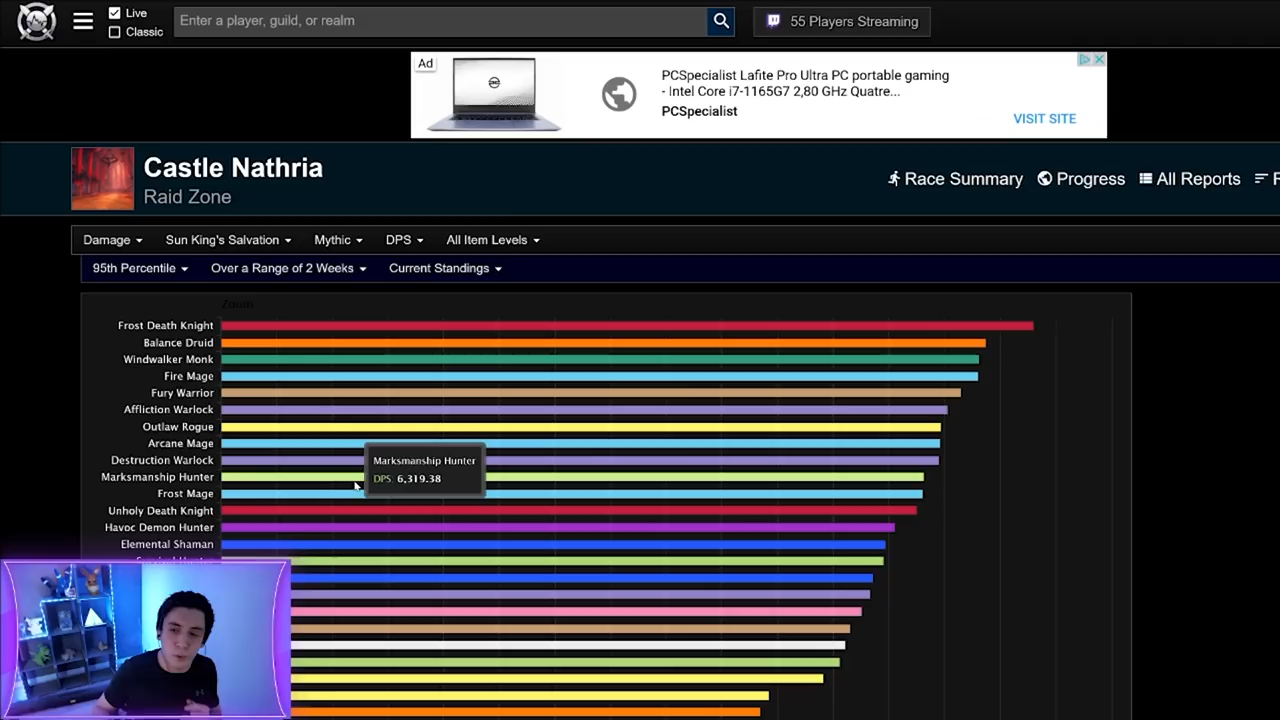 Live
Classic
Enter a player, guild, or realm
55 Players Streaming
Ad
PCSpecialist Lafite Pro Ultra PC portable gaming
- Intel Core i7-1165G7 2,80 GHz Quatre...
PCSpecialist
VISIT SITE
Castle Nathria
Raid Zone
Race Summary
Progress
All Reports
Damage
Sun King's Salvation
Mythic
DPS
All Item Levels
95th Percentile
Over a Range of 2 Weeks
Current Standings
Zoom
Frost Death Knight
Balance Druid
Windwalker Monk
Fire Mage
Fury Warrior
Affliction Warlock
Outlaw Rogue
Arcane Mage
Destruction Warlock
Marksmanship Hunter
Marksmanship Hunter
DPS: 6,319.38
Frost Mage
Unholy Death Knight
Havoc Demon Hunter
Elemental Shaman